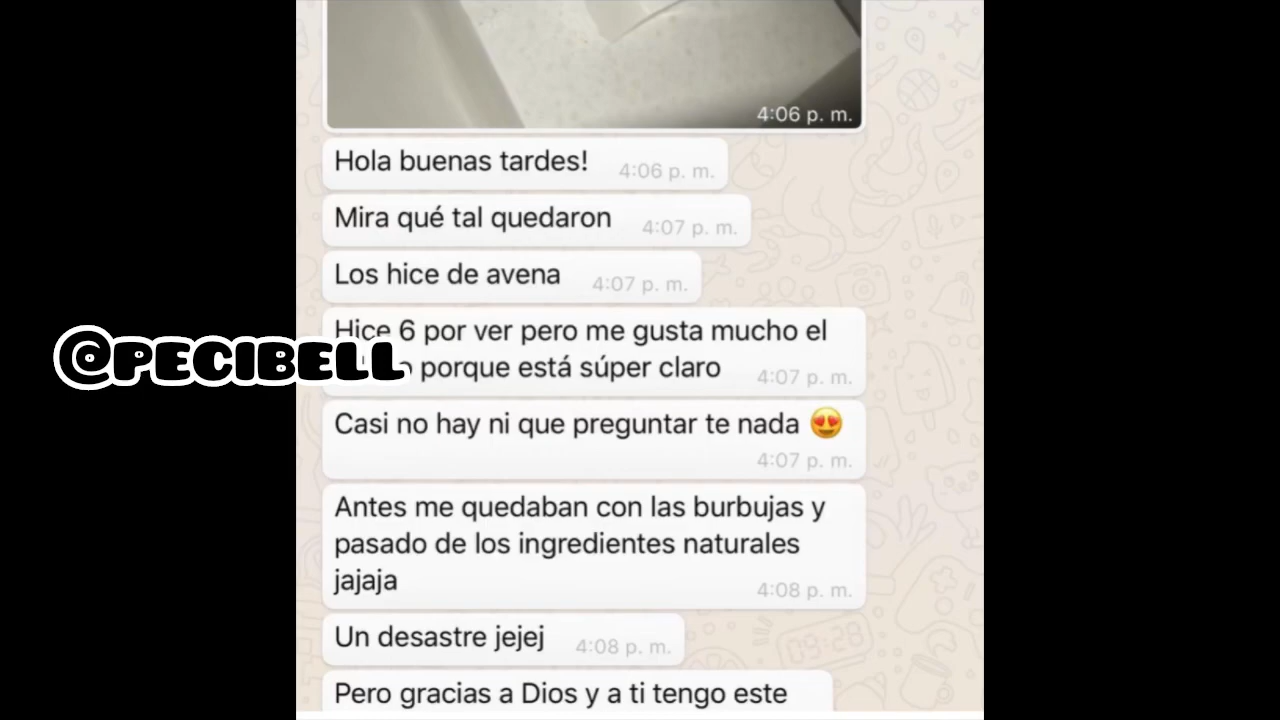 4:06 p. m.
Hola buenas tardes!
4:06 p. m.
Mira qué tal quedaron
4:07 p. m.
Los hice de avena
4:07 p. m.
Hice 6 por ver pero me gusta mucho el
@PECIBELL
porque está súper claro
4:07 p. m.
Casi no hay ni que preguntar te nada 😍
4:07 p. m.
Antes me quedaban con las burbujas y
pasado de los ingredientes naturales
jajaja
4:08 p. m.
Un desastre jejej
4:08 p. m.
Pero gracias a Dios y a ti tengo este